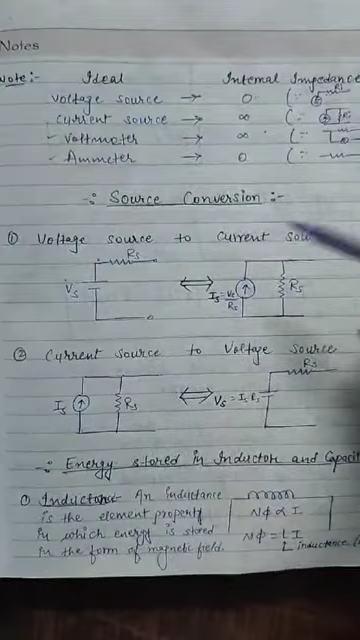 Notes
Note:- Ideal Internal Impedance
Voltage source → 0 (:-
Current source → ∞ (:-
- Voltmeter → ∞ (:-
- Ammeter → 0 (:-
-: Source Conversion :-
① Voltage source to Current sou
Rs
Vs
Is = Vs/Rs
Rs
② Current source to Voltage source
Rs
Is
Rs
Vs = Is Rs
-: Energy stored in Inductor and Capaci
① Inductance An inductance
is the element property
in which energy is stored
in the form of magnetic field.
Nφ ∝ I
Nφ = L I
L inductance